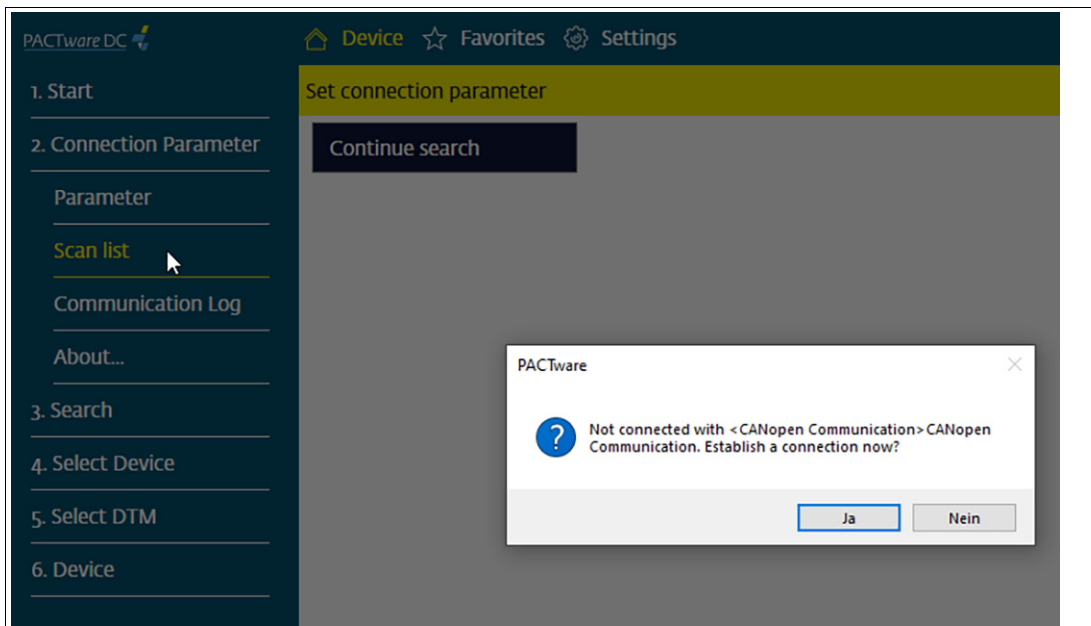 PACTware DC
Device Favorites Settings
1. Start
Set connection parameter
2. Connection Parameter
Continue search
Parameter
Scan list
Communication Log
About...
3. Search
4. Select Device
5. Select DTM
6. Device
PACTware
Not connected with <CANopen Communication>CANopen
Communication. Establish a connection now?
Ja Nein